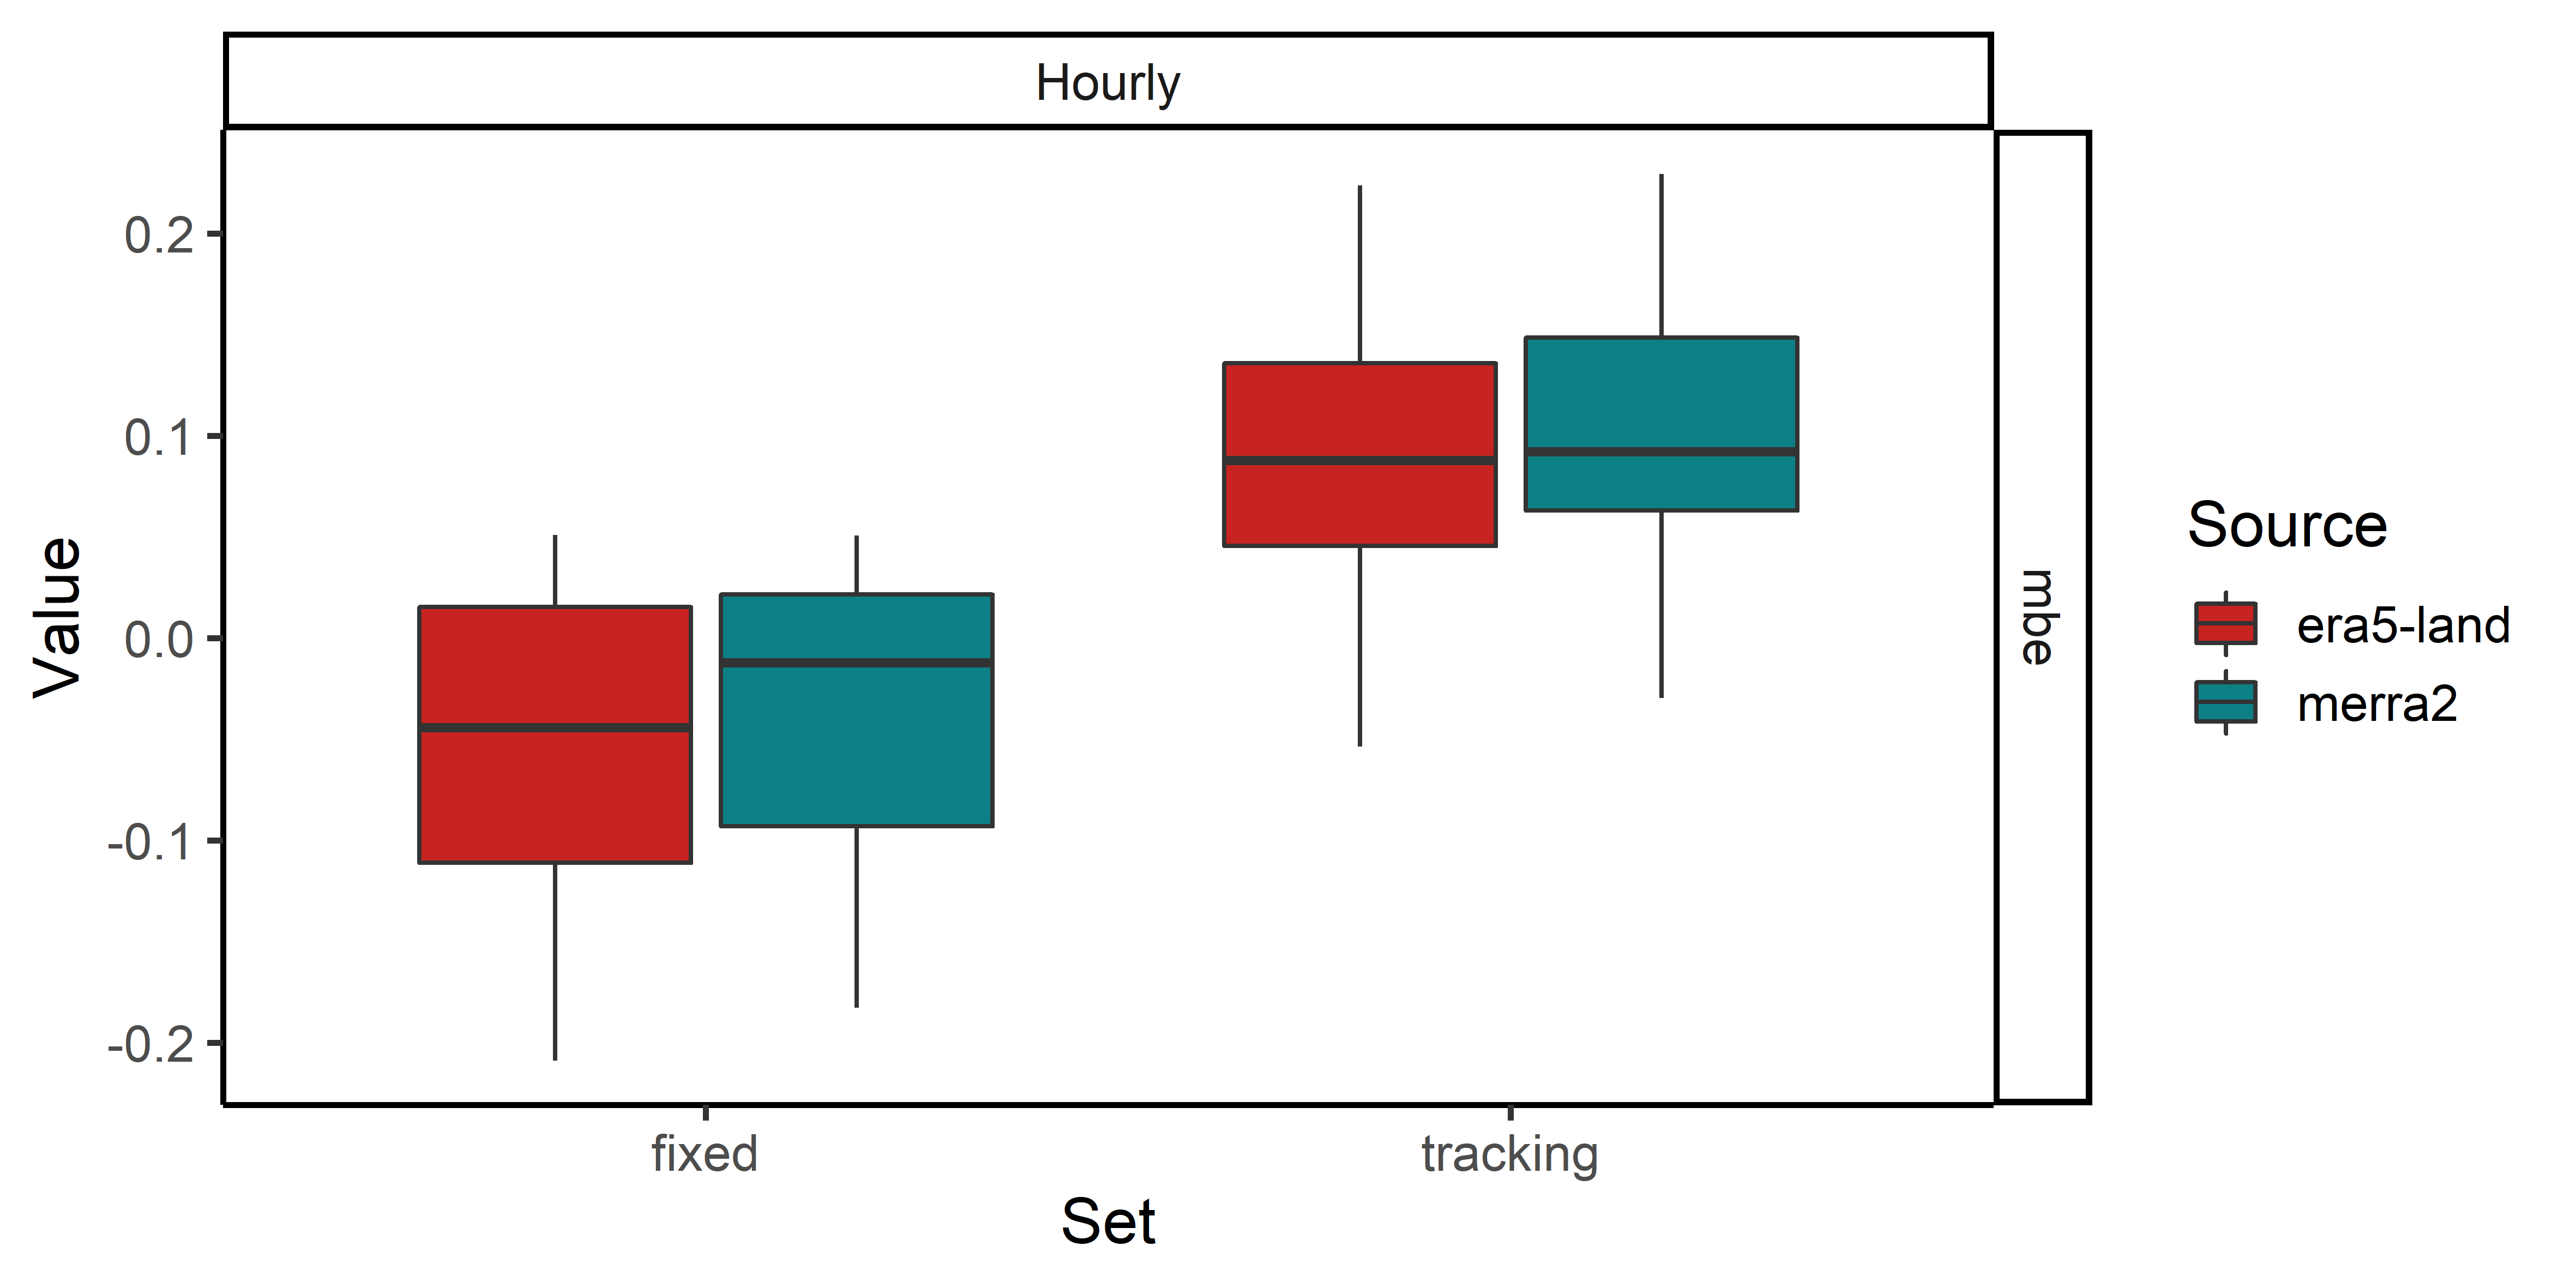 Hourly
mbe
Value
0.2
0.1
0.0
-0.1
-0.2
fixed
tracking
Set
Source
era5-land
merra2